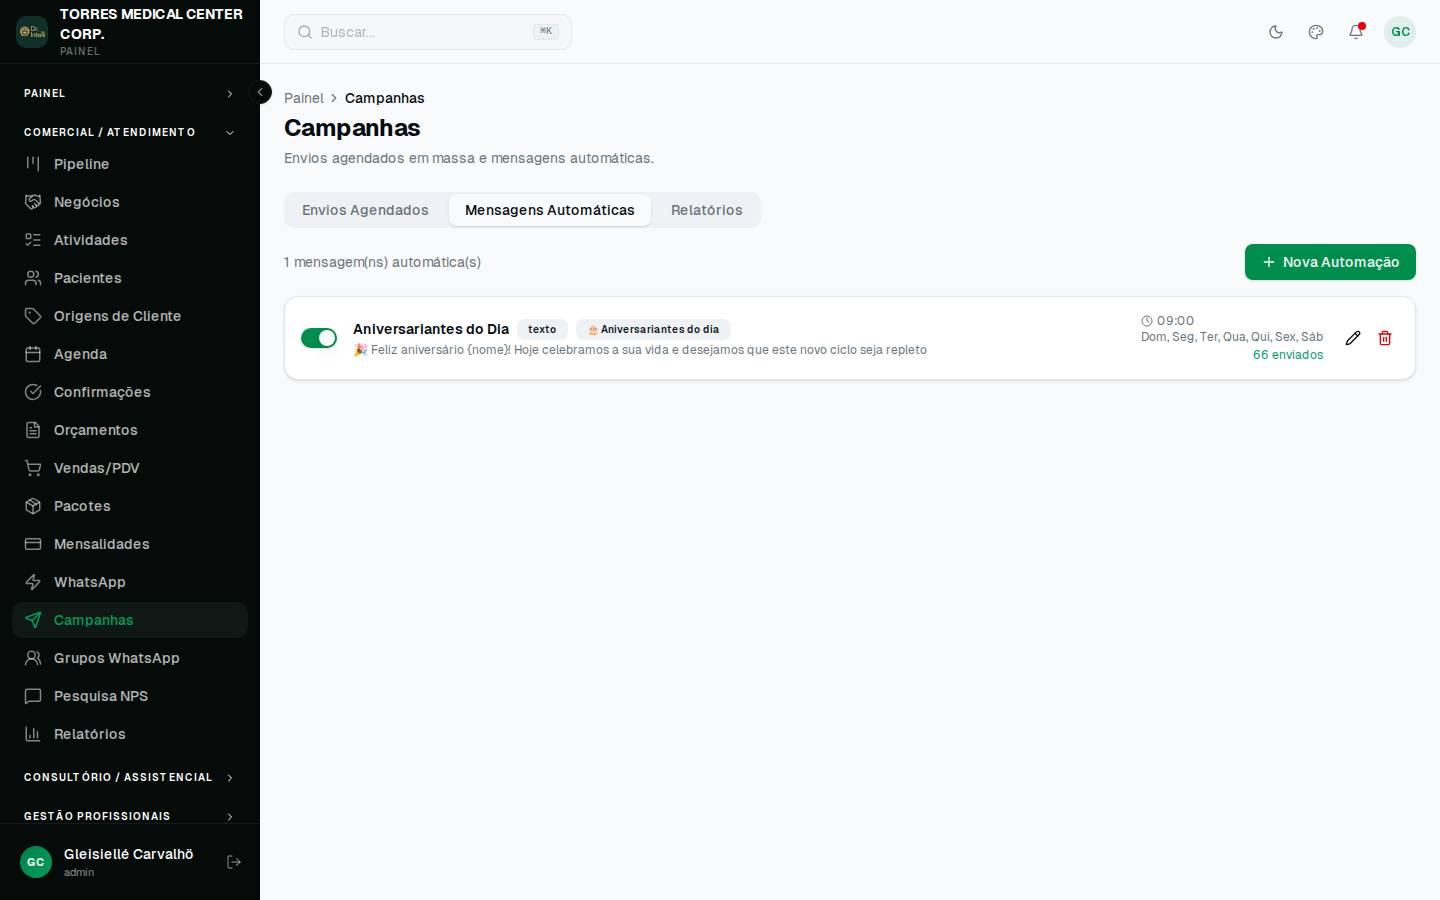 TORRES MEDICAL CENTER
CORP.
PAINEL
Dr.
Intelli
Buscar...
⌘K
GC
PAINEL
COMERCIAL / ATENDIMENTO
Pipeline
Negócios
Atividades
Pacientes
Origens de Cliente
Agenda
Confirmações
Orçamentos
Vendas/PDV
Pacotes
Mensalidades
WhatsApp
Campanhas
Grupos WhatsApp
Pesquisa NPS
Relatórios
CONSULTÓRIO / ASSISTENCIAL
GESTÃO PROFISSIONAIS
GC
Gleisiellé Carvalhö
admin
Painel > Campanhas
Campanhas
Envios agendados em massa e mensagens automáticas.
Envios Agendados
Mensagens Automáticas
Relatórios
1 mensagem(ns) automática(s)
+ Nova Automação
Aniversariantes do Dia
texto
🎂 Aniversariantes do dia
🎉 Feliz aniversário {nome}! Hoje celebramos a sua vida e desejamos que este novo ciclo seja repleto
09:00
Dom, Seg, Ter, Qua, Qui, Sex, Sáb
66 enviados